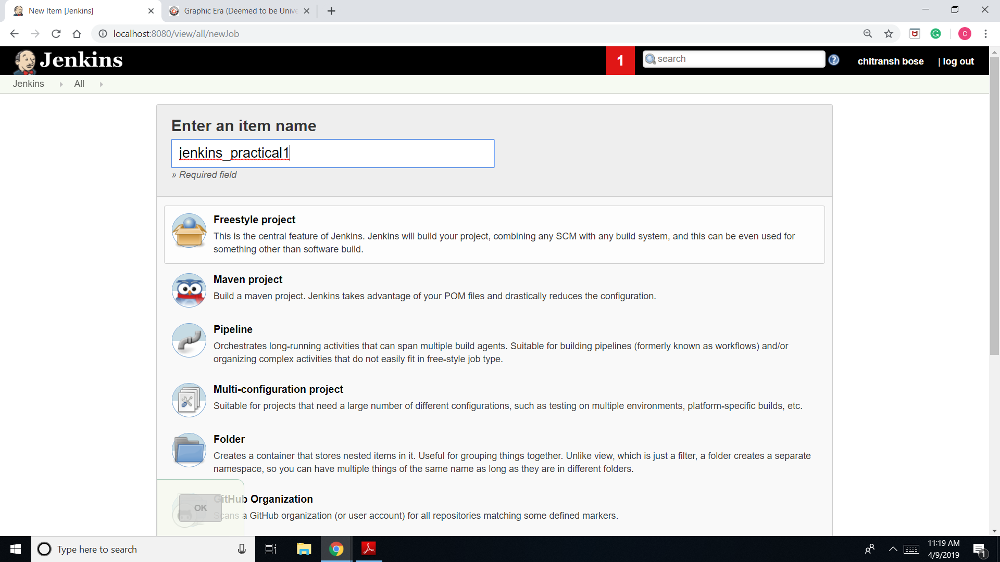 New Item [Jenkins]
Graphic Era (Deemed to be Unive
localhost:8080/view/all/newJob
C
Jenkins
1
search
chitransh bose
| log out
Jenkins
All
Enter an item name
jenkins_practical1
» Required field
Freestyle project
This is the central feature of Jenkins. Jenkins will build your project, combining any SCM with any build system, and this can be even used for
something other than software build.
Maven project
Build a maven project. Jenkins takes advantage of your POM files and drastically reduces the configuration.
Pipeline
Orchestrates long-running activities that can span multiple build agents. Suitable for building pipelines (formerly known as workflows) and/or
organizing complex activities that do not easily fit in free-style job type.
Multi-configuration project
Suitable for projects that need a large number of different configurations, such as testing on multiple environments, platform-specific builds, etc.
Folder
Creates a container that stores nested items in it. Useful for grouping things together. Unlike view, which is just a filter, a folder creates a separate
namespace, so you can have multiple things of the same name as long as they are in different folders.
GitHub Organization
OK
Scans a GitHub organization (or user account) for all repositories matching some defined markers.
Type here to search
11:19 AM
4/9/2019
1